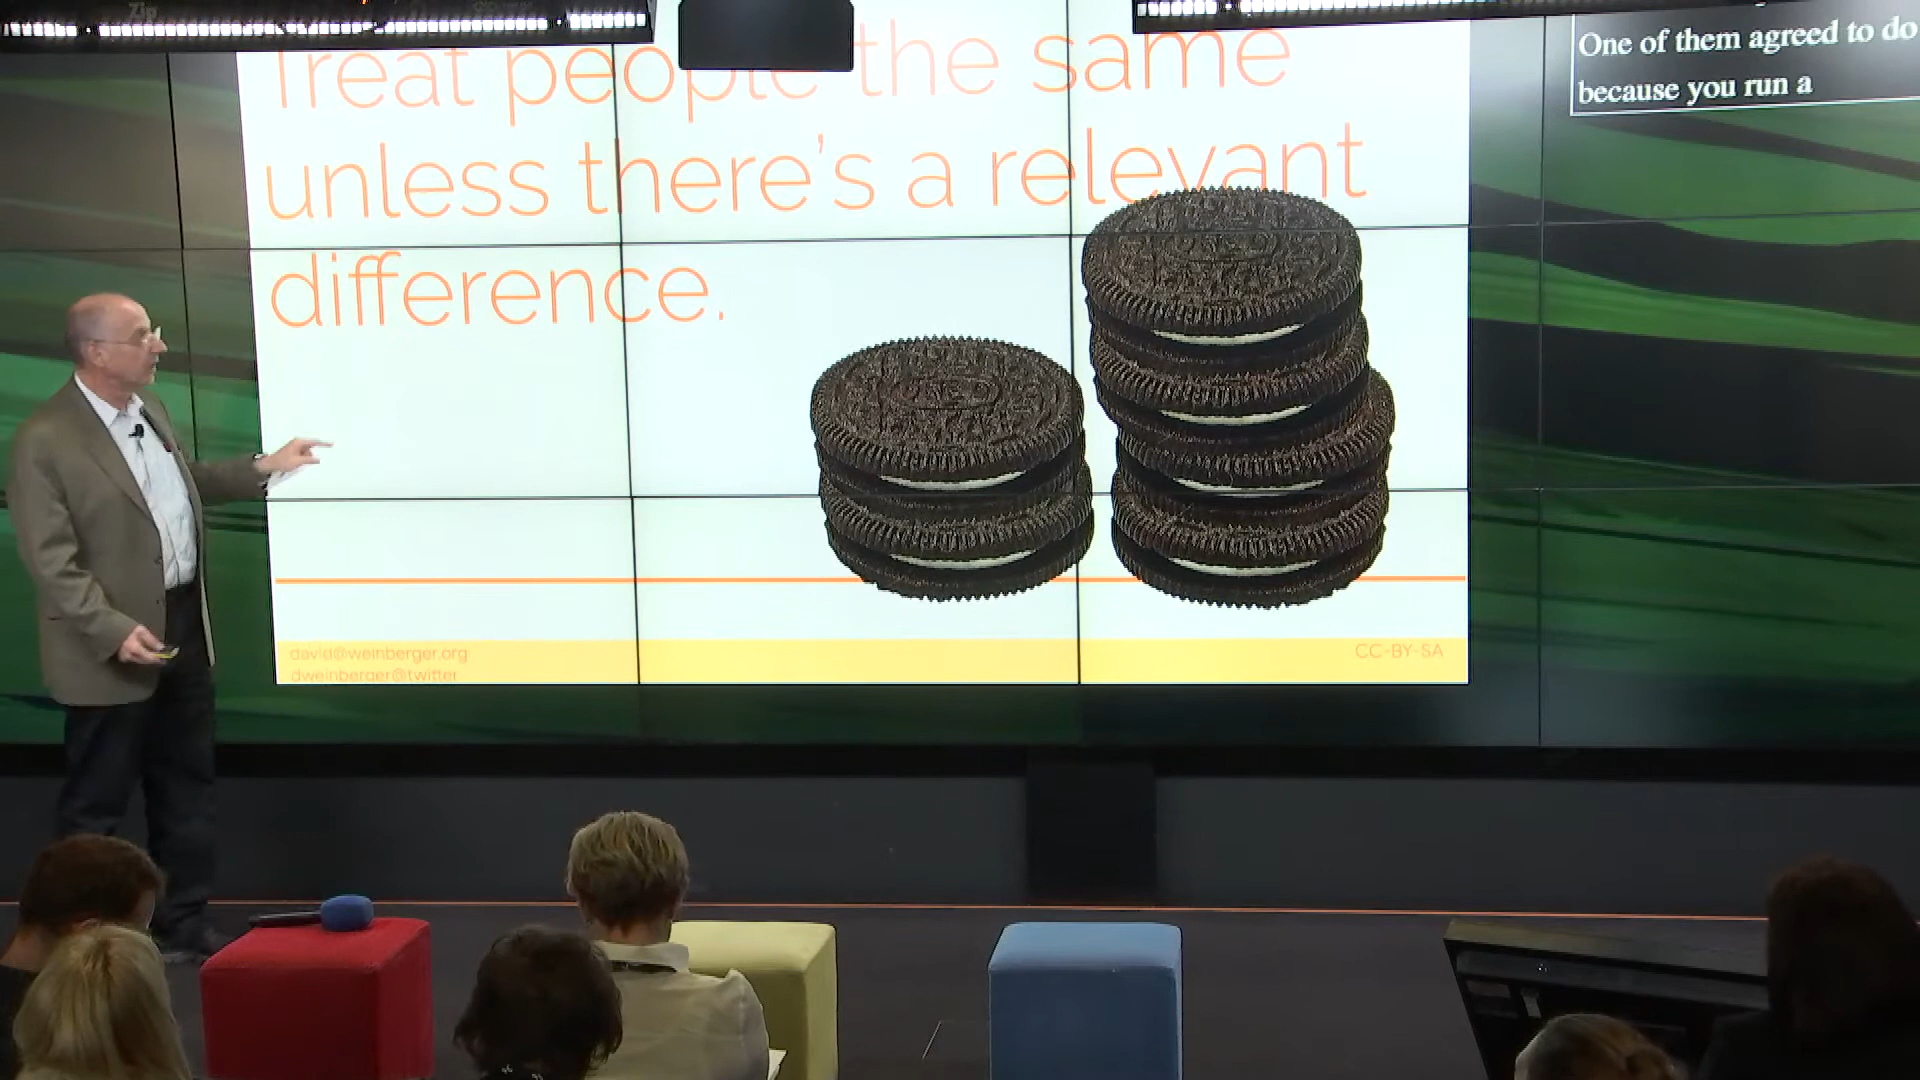 Zip
One of them agreed to do
because you run a
Treat people the same
unless there's a relevant
difference.
david@weinberger.org
dweinberger@twitter
CC-BY-SA